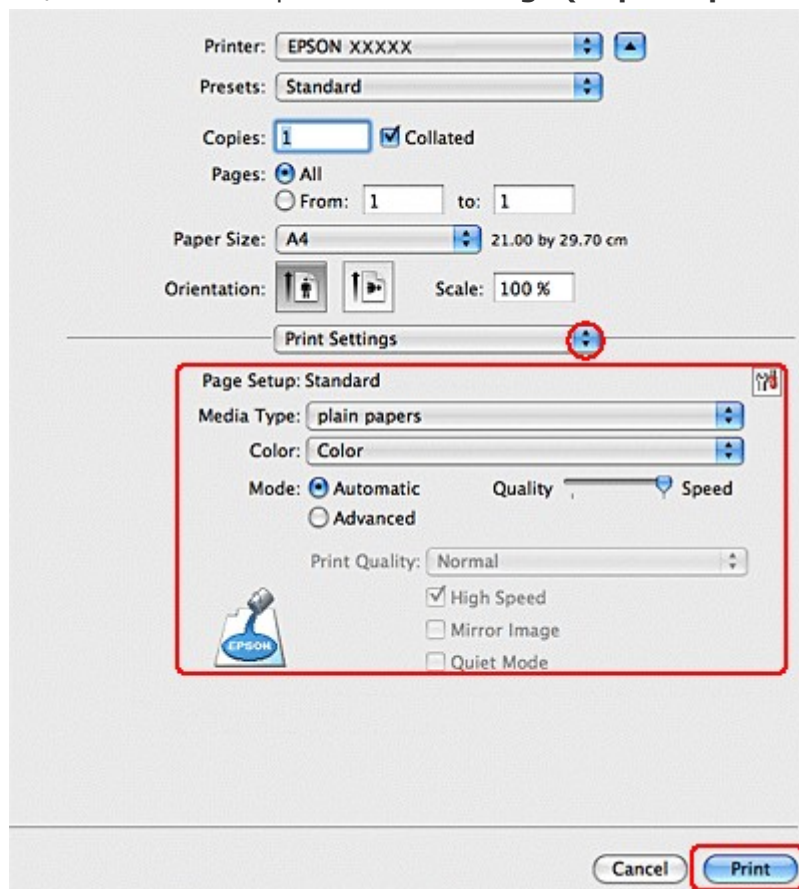 Printer: EPSON XXXXX
Presets: Standard
Copies: 1 Collated
Pages: All
From: 1 to: 1
Paper Size: A4 21.00 by 29.70 cm
Orientation: Scale: 100 %
Print Settings
Page Setup: Standard
Media Type: plain papers
Color: Color
Mode: Automatic Quality Speed
Advanced
Print Quality: Normal
High Speed
Mirror Image
Quiet Mode
EPSON
Cancel Print